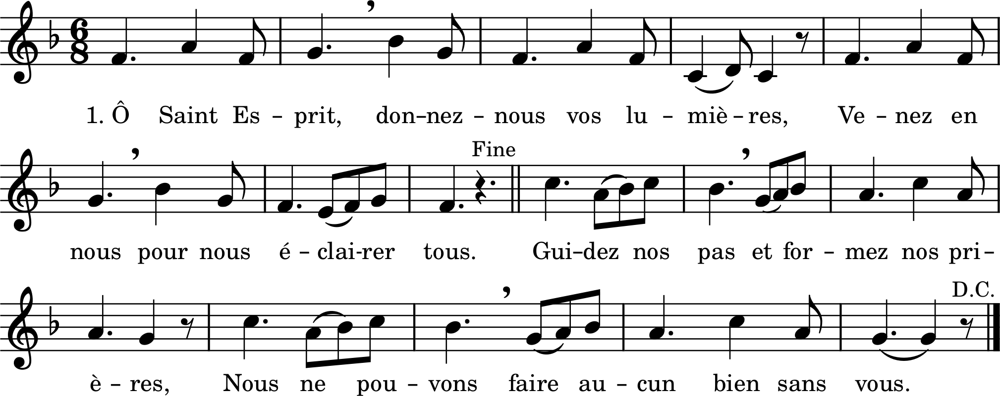 1. Ô Saint Es – prit, don – nez – nous vos lu – miè – res, Ve – nez en
Fine
nous pour nous é – clai - rer tous. Gui – dez nos pas et for – mez nos pri –
D.C.
è – res, Nous ne pou – vons faire au – cun bien sans vous.